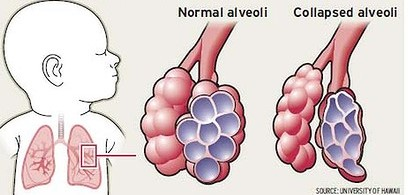 Normal alveoli
Collapsed alveoli
SOURCE: UNIVERSITY OF HAWAII